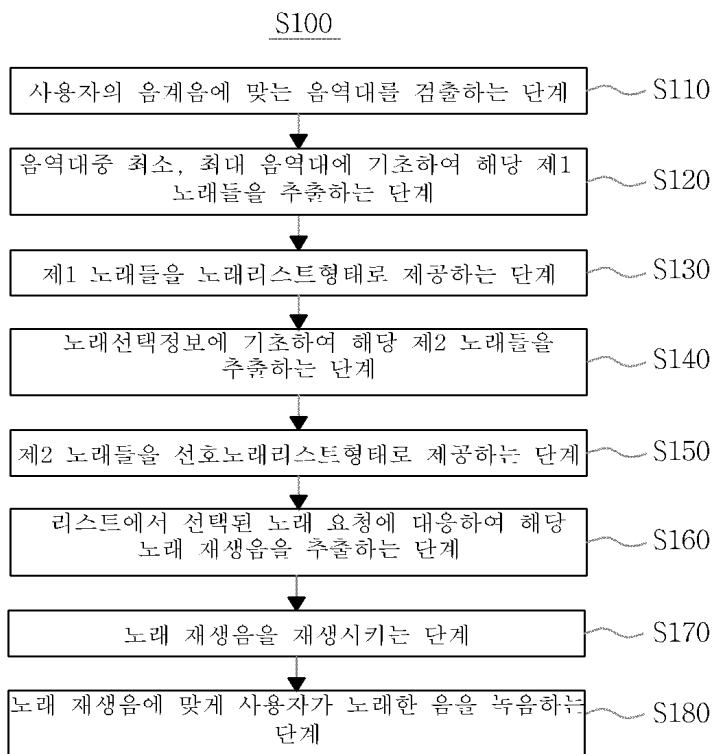 S100
사용자의 음계음에 맞는 음역대를 검출하는 단계
S110
음역대중 최소, 최대 음역대에 기초하여 해당 제1
노래들을 추출하는 단계
S120
제1 노래들을 노래리스트형태로 제공하는 단계
S130
노래선택정보에 기초하여 해당 제2 노래들을
추출하는 단계
S140
제2 노래들을 선호노래리스트형태로 제공하는 단계
S150
리스트에서 선택된 노래 요청에 대응하여 해당
노래 재생음을 추출하는 단계
S160
노래 재생음을 재생시키는 단계
S170
노래 재생음에 맞게 사용자가 노래한 음을 녹음하는
단계
S180